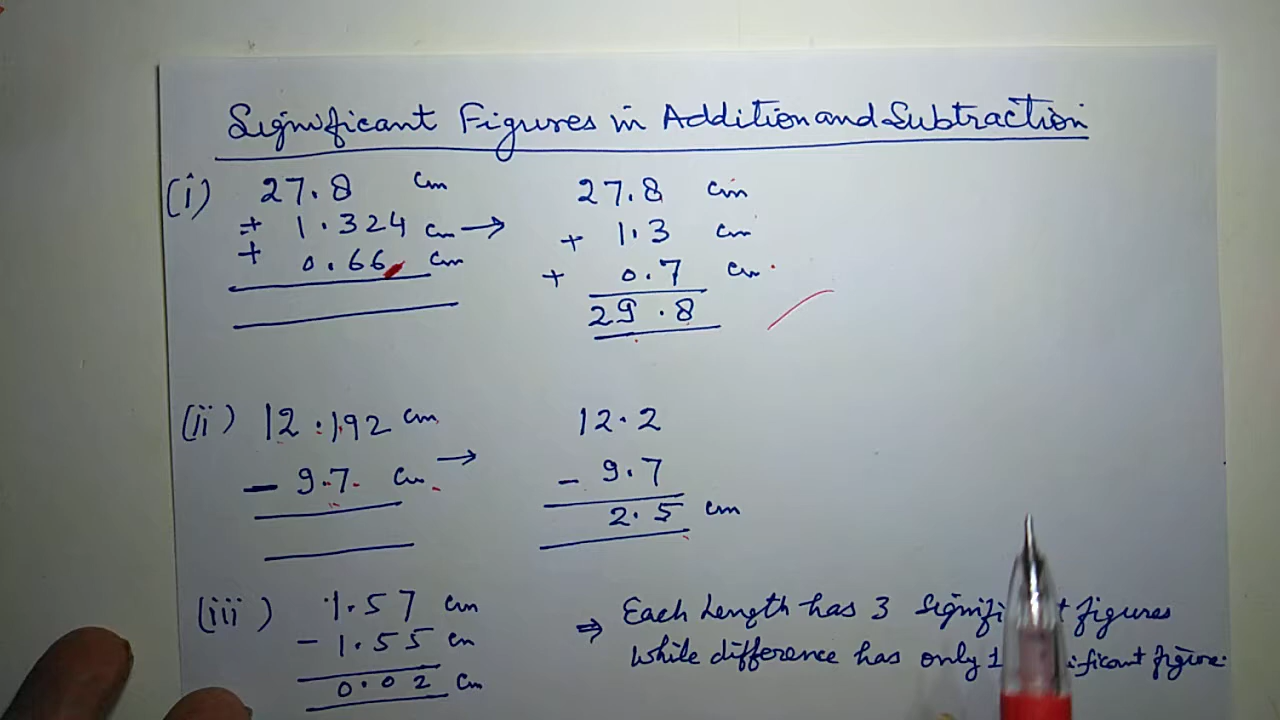 Significant Figures in Addition and Subtraction
(i) 27.8 cm 27.8 cm
+ 1.324 cm → + 1.3 cm
+ 0.66 cm + 0.7 cm
29.8
(ii) 12.192 cm 12.2
- 9.7 cm → - 9.7
2.5 cm
(iii) 1.57 cm ⇒ Each Length has 3 figures
- 1.55 cm While difference has only 1 figure.
0.02 cm